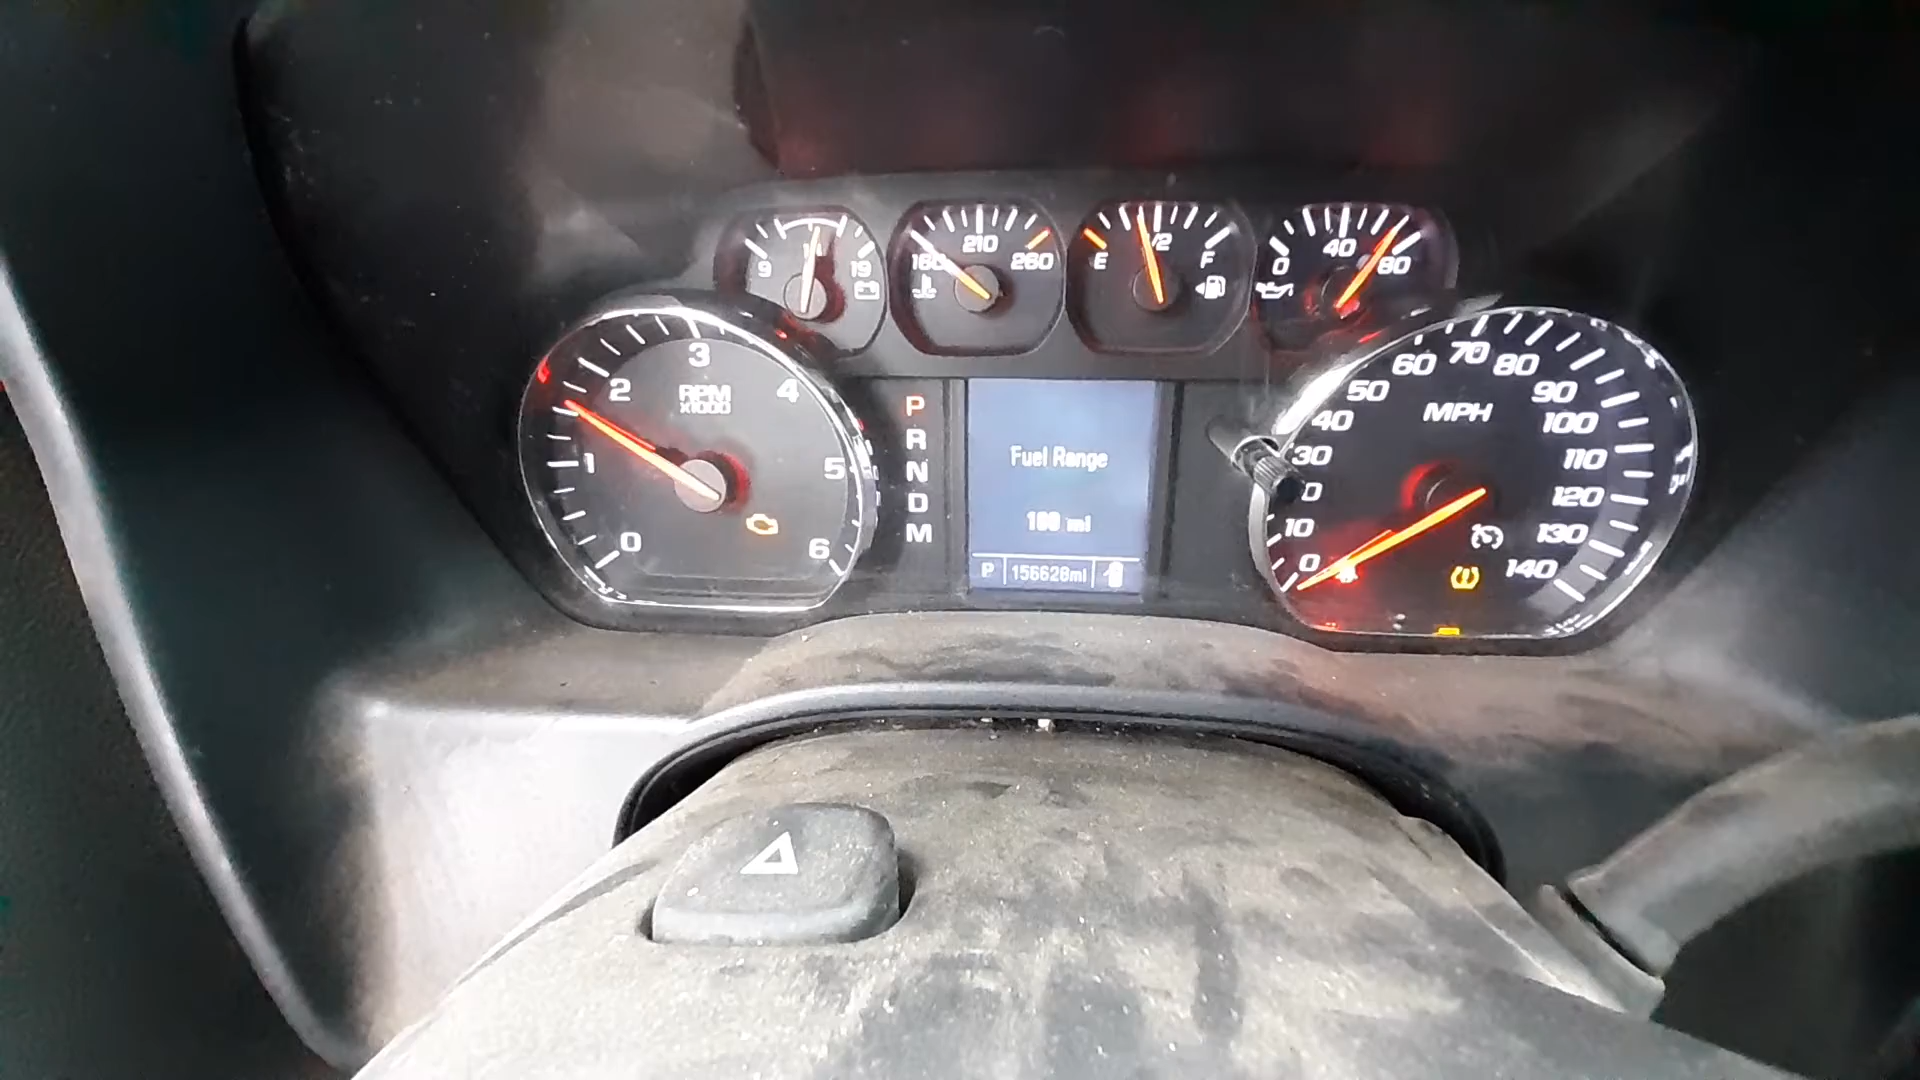 9 19
160 210 260
E 1/2 F
0 40 80
0 1 2 3 4 5 6
RPM
X1000
P
R
N
D
M
Fuel Range
P 156628mi
0 10 30 40 50 60 70 80 90 100 110 120 130 140
MPH